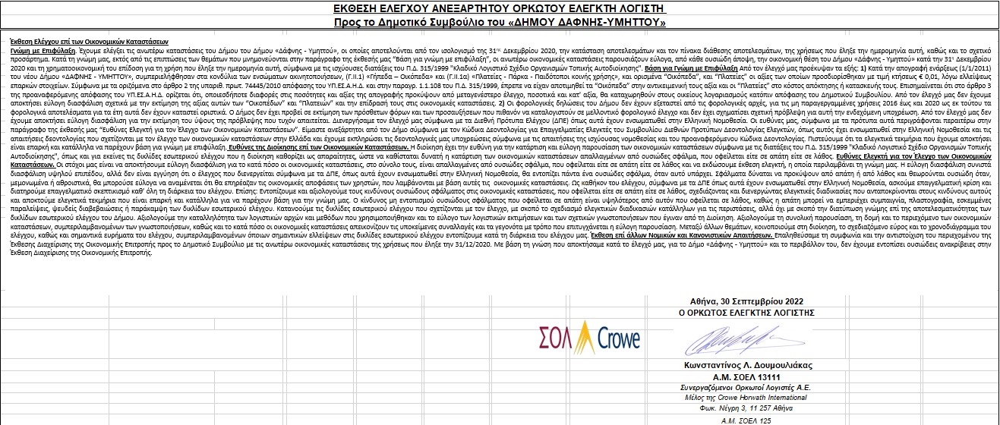 ΕΚΘΕΣΗ ΕΛΕΓΧΟΥ ΑΝΕΞΑΡΤΗΤΟΥ ΟΡΚΩΤΟΥ ΕΛΕΓΚΤΗ ΛΟΓΙΣΤΗ
Προς το Δημοτικό Συμβούλιο του «ΔΗΜΟΥ ΔΑΦΝΗΣ-ΥΜΗΤΤΟΥ»
Έκθεση Ελέγχου επί των Οικονομικών Καταστάσεων
Γνώμη με Επιφύλαξη. Έχουμε ελέγξει τις ανωτέρω καταστάσεις του Δήμου του Δήμου «Δάφνης - Υμηττού», οι οποίες αποτελούνται από τον ισολογισμό της 31ης Δεκεμβρίου 2020, την κατάσταση αποτελεσμάτων και τον πίνακα διάθεσης αποτελεσμάτων, της χρήσεως που έληξε την ημερομηνία αυτή, καθώς και το σχετικό
προσάρτημα. Κατά τη γνώμη μας, εκτός από τις επιπτώσεις των θεμάτων που μνημονεύονται στην παράγραφο της έκθεσής μας "Βάση για γνώμη με επιφύλαξη", οι ανωτέρω οικονομικές καταστάσεις παρουσιάζουν εύλογα, από κάθε ουσιώδη άποψη, την οικονομική θέση του Δήμου «Δάφνης - Υμηττού» κατά την 31η Δεκεμβρίου
2020 και τη χρηματοοικονομική του επίδοση για τη χρήση που έληξε την ημερομηνία αυτή, σύμφωνα με τις ισχύουσες διατάξεις του Π.Δ. 315/1999 "Κλαδικό Λογιστικό Σχέδιο Οργανισμών Τοπικής Αυτοδιοίκησης". Βάση για Γνώμη με Επιφύλαξη Από τον έλεγχό μας προέκυψαν τα εξής: 1) Κατά την απογραφή ενάρξεως (1/1/2011)
του νέου Δήμου «ΔΑΦΝΗΣ - ΥΜΗΤΤΟΥ», συμπεριλήφθησαν στα κονδύλια των ενσώματων ακινητοποιήσεων, (Γ.ΙΙ.1) «Γήπεδα – Οικόπεδα» και (Γ.ΙΙ.1α) «Πλατείες - Πάρκα - Παιδότοποι κοινής χρήσης», και ορισμένα "Οικόπεδα", και "Πλατείες" οι αξίες των οποίων προσδιορίσθηκαν με τιμή κτήσεως € 0,01, λόγω ελλείψεως
επαρκών στοιχείων. Σύμφωνα με τα οριζόμενα στο άρθρο 2 της υπαριθ. πρωτ. 74445/2010 απόφασης του ΥΠ.ΕΣ.Α.Η.Δ. και στην παραγρ. 1.1.108 του Π.Δ. 315/1999, έπρεπε να είχαν αποτιμηθεί τα "Οικόπεδα" στην αντικειμενική τους αξία και οι "Πλατείες" στο κόστος απόκτησης ή κατασκευής τους. Επισημαίνεται ότι στο άρθρο 3
της προαναφερόμενης απόφασης του ΥΠ.ΕΣ.Α.Η.Δ. ορίζεται ότι, οποιεσδήποτε διαφορές στις ποσότητες και αξίες της απογραφής προκύψουν από μεταγενέστερο έλεγχο, ποσοτικά και κατ' αξία, θα καταχωρηθούν στους οικείους λογαριασμούς κατόπιν απόφασης του Δημοτικού Συμβουλίου. Από τον έλεγχό μας δεν έχουμε
αποκτήσει εύλογη διασφάλιση σχετικά με την εκτίμηση της αξίας αυτών των "Οικοπέδων" και "Πλατειών" και την επίδρασή τους στις οικονομικές καταστάσεις. 2) Οι φορολογικές δηλώσεις του Δήμου δεν έχουν εξεταστεί από τις φορολογικές αρχές, για τις μη παραγεγραμμένες χρήσεις 2016 έως και 2020 ως εκ τούτου τα
φορολογικά αποτελέσματα για τα έτη αυτά δεν έχουν καταστεί οριστικά. Ο Δήμος δεν έχει προβεί σε εκτίμηση των πρόσθετων φόρων και των προσαυξήσεων που πιθανόν να καταλογιστούν σε μελλοντικό φορολογικό έλεγχο και δεν έχει σχηματίσει σχετική πρόβλεψη για αυτή την ενδεχόμενη υποχρέωση. Από τον έλεγχό μας δεν
έχουμε αποκτήσει εύλογη διασφάλιση για την εκτίμηση του ύψους της πρόβλεψης που τυχόν απαιτείται. Διενεργήσαμε τον έλεγχό μας σύμφωνα με τα Διεθνή Πρότυπα Ελέγχου (ΔΠΕ) όπως αυτά έχουν ενσωματωθεί στην Ελληνική Νομοθεσία. Οι ευθύνες μας, σύμφωνα με τα πρότυπα αυτά περιγράφονται περαιτέρω στην
παράγραφο της έκθεσής μας "Ευθύνες Ελεγκτή για τον Έλεγχο των Οικονομικών Καταστάσεων". Είμαστε ανεξάρτητοι από τον Δήμο σύμφωνα με τον Κώδικα Δεοντολογίας για Επαγγελματίες Ελεγκτές του Συμβουλίου Διεθνών Προτύπων Δεοντολογίας Ελεγκτών, όπως αυτός έχει ενσωματωθεί στην Ελληνική Νομοθεσία και τις
απαιτήσεις δεοντολογίας που σχετίζονται με τον έλεγχο των οικονομικών καταστάσεων στην Ελλάδα και έχουμε εκπληρώσει τις δεοντολογικές μας υποχρεώσεις σύμφωνα με τις απαιτήσεις της ισχύουσας νομοθεσίας και του προαναφερόμενου Κώδικα Δεοντολογίας. Πιστεύουμε ότι τα ελεγκτικά τεκμήρια που έχουμε αποκτήσει
είναι επαρκή και κατάλληλα να παρέχουν βάση για γνώμη με επιφύλαξη. Ευθύνες της Διοίκησης επί των Οικονομικών Καταστάσεων. Η διοίκηση έχει την ευθύνη για την κατάρτιση και εύλογη παρουσίαση των οικονομικών καταστάσεων σύμφωνα με τις διατάξεις του Π.Δ. 315/1999 "Κλαδικό Λογιστικό Σχέδιο Οργανισμών Τοπικής
Αυτοδιοίκησης", όπως και για εκείνες τις δικλίδες εσωτερικού ελέγχου που η διοίκηση καθορίζει ως απαραίτητες, ώστε να καθίσταται δυνατή η κατάρτιση των οικονομικών καταστάσεων απαλλαγμένων από ουσιώδες σφάλμα, που οφείλεται είτε σε απάτη είτε σε λάθος. Ευθύνες Ελεγκτή για τον Έλεγχο των Οικονομικών
Καταστάσεων. Οι στόχοι μας είναι να αποκτήσουμε εύλογη διασφάλιση για το κατά πόσο οι οικονομικές καταστάσεις, στο σύνολο τους, είναι απαλλαγμένες από ουσιώδες σφάλμα, που οφείλεται είτε σε απάτη είτε σε λάθος και να εκδώσουμε έκθεση ελεγκτή, η οποία περιλαμβάνει τη γνώμη μας. Η εύλογη διασφάλιση συνιστά
διασφάλιση υψηλού επιπέδου, αλλά δεν είναι εγγύηση ότι ο έλεγχος που διενεργείται σύμφωνα με τα ΔΠΕ, όπως αυτά έχουν ενσωματωθεί στην Ελληνική Νομοθεσία, θα εντοπίζει πάντα ένα ουσιώδες σφάλμα, όταν αυτό υπάρχει. Σφάλματα δύναται να προκύψουν από απάτη ή από λάθος και θεωρούνται ουσιώδη όταν,
μεμονωμένα ή αθροιστικά, θα μπορούσε εύλογα να αναμένεται ότι θα επηρέαζαν τις οικονομικές αποφάσεις των χρηστών, που λαμβάνονται με βάση αυτές τις οικονομικές καταστάσεις. Ως καθήκον του ελέγχου, σύμφωνα με τα ΔΠΕ όπως αυτά έχουν ενσωματωθεί στην Ελληνική Νομοθεσία, ασκούμε επαγγελματική κρίση και
διατηρούμε επαγγελματικό σκεπτικισμό καθ' όλη τη διάρκεια του ελέγχου. Επίσης: Εντοπίζουμε και αξιολογούμε τους κινδύνους ουσιώδους σφάλματος στις οικονομικές καταστάσεις, που οφείλεται είτε σε απάτη είτε σε λάθος, σχεδιάζοντας και διενεργώντας ελεγκτικές διαδικασίες που ανταποκρίνονται στους κινδύνους αυτούς
και αποκτούμε ελεγκτικά τεκμήρια που είναι επαρκή και κατάλληλα για να παρέχουν βάση για την γνώμη μας. Ο κίνδυνος μη εντοπισμού ουσιώδους σφάλματος που οφείλεται σε απάτη είναι υψηλότερος από αυτόν που οφείλεται σε λάθος, καθώς η απάτη μπορεί να εμπεριέχει συμπαιγνία, πλαστογραφία, εσκεμμένες
παραλείψεις, ψευδείς διαβεβαιώσεις ή παράκαμψη των δικλίδων εσωτερικού ελέγχου. Κατανοούμε τις δικλίδες εσωτερικού ελέγχου που σχετίζονται με τον έλεγχο, με σκοπό το σχεδιασμό ελεγκτικών διαδικασιών κατάλληλων για τις περιστάσεις, αλλά όχι με σκοπό την διατύπωση γνώμης επί της αποτελεσματικότητας των
δικλίδων εσωτερικού ελέγχου του Δήμου. Αξιολογούμε την καταλληλότητα των λογιστικών αρχών και μεθόδων που χρησιμοποιήθηκαν και το εύλογο των λογιστικών εκτιμήσεων και των σχετικών γνωστοποιήσεων που έγιναν από τη Διοίκηση. Αξιολογούμε τη συνολική παρουσίαση, τη δομή και το περιεχόμενο των οικονομικών
καταστάσεων, συμπεριλαμβανομένων των γνωστοποιήσεων, καθώς και το κατά πόσο οι οικονομικές καταστάσεις απεικονίζουν τις υποκείμενες συναλλαγές και τα γεγονότα με τρόπο που επιτυγχάνεται η εύλογη παρουσίαση. Μεταξύ άλλων θεμάτων, κοινοποιούμε στη διοίκηση, το σχεδιαζόμενο εύρος και το χρονοδιάγραμμα του
ελέγχου, καθώς και σημαντικά ευρήματα του ελέγχου, συμπεριλαμβανομένων όποιων σημαντικών ελλείψεων στις δικλίδες εσωτερικού ελέγχου εντοπίζουμε κατά τη διάρκεια του ελέγχου μας. Έκθεση επί άλλων Νομικών και Κανονιστικών Απαιτήσεων. Επαληθεύσαμε τη συμφωνία και την αντιστοίχιση του περιεχομένου της
Έκθεσης Διαχείρισης της Οικονομικής Επιτροπής προς το Δημοτικό Συμβούλιο με τις ανωτέρω οικονομικές καταστάσεις της χρήσεως που έληξε την 31/12/2020. Με βάση τη γνώση που αποκτήσαμε κατά το έλεγχό μας, για το Δήμο «Δάφνης - Υμηττού» και το περιβάλλον του, δεν έχουμε εντοπίσει ουσιώδεις ανακρίβειες στην
Έκθεση Διαχείρισης της Οικονομικής Επιτροπής.
Αθήνα, 30 Σεπτεμβρίου 2022
Ο ΟΡΚΩΤΟΣ ΕΛΕΓΚΤΗΣ ΛΟΓΙΣΤΗΣ
ΣΟΛ Crowe
Κωνσταντίνος Λ. Δουμουλιάκας
Α.Μ. ΣΟΕΛ 13111
Συνεργαζόμενοι Ορκωτοί Λογιστές Α.Ε.
Μέλος της Crowe Horwath International
Φωκ. Νέγρη 3, 11 257 Αθήνα
Α.Μ. ΣΟΕΛ 125